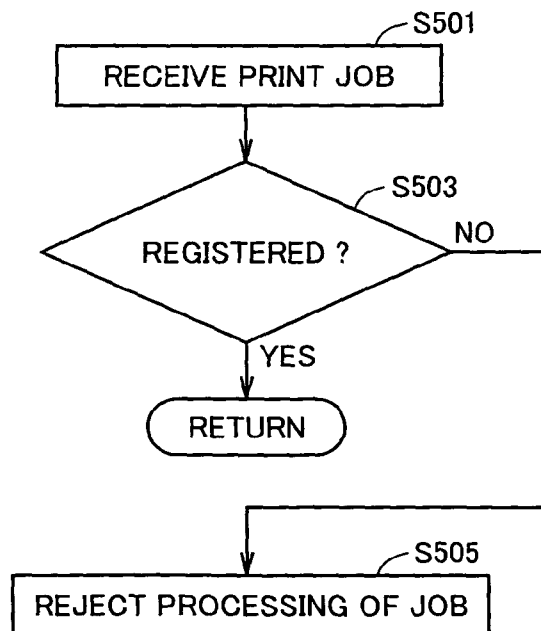 S501
RECEIVE PRINT JOB
S503
REGISTERED ?
NO
YES
RETURN
S505
REJECT PROCESSING OF JOB